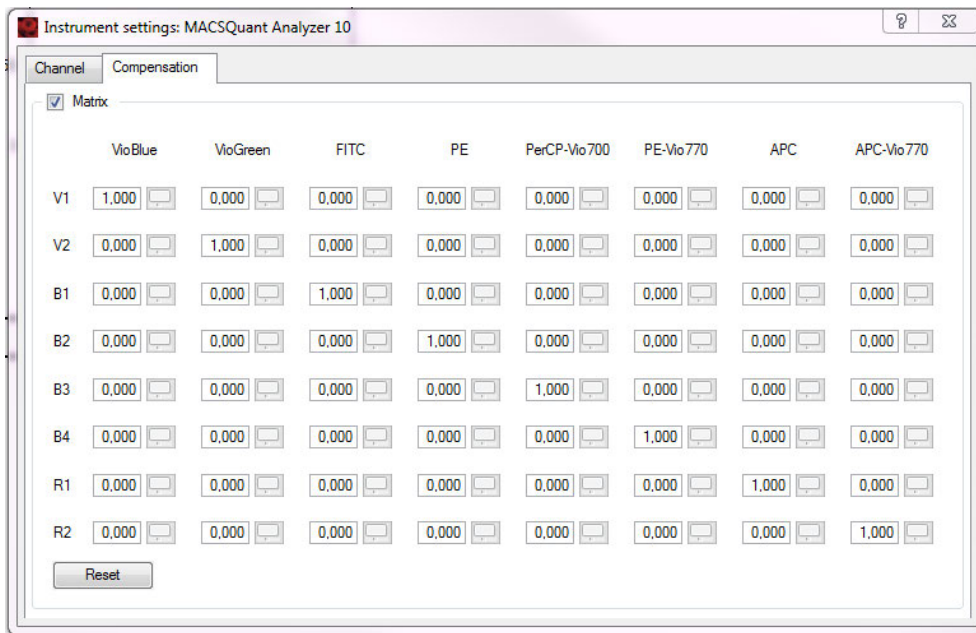 Instrument settings: MACSQuant Analyzer 10
Channel Compensation
Matrix
VioBlue VioGreen FITC PE PerCP-Vio700 PE-Vio770 APC APC-Vio770
V1 1,000 0,000 0,000 0,000 0,000 0,000 0,000 0,000
V2 0,000 1,000 0,000 0,000 0,000 0,000 0,000 0,000
B1 0,000 0,000 1,000 0,000 0,000 0,000 0,000 0,000
B2 0,000 0,000 0,000 1,000 0,000 0,000 0,000 0,000
B3 0,000 0,000 0,000 0,000 1,000 0,000 0,000 0,000
B4 0,000 0,000 0,000 0,000 0,000 1,000 0,000 0,000
R1 0,000 0,000 0,000 0,000 0,000 0,000 1,000 0,000
R2 0,000 0,000 0,000 0,000 0,000 0,000 0,000 1,000
Reset